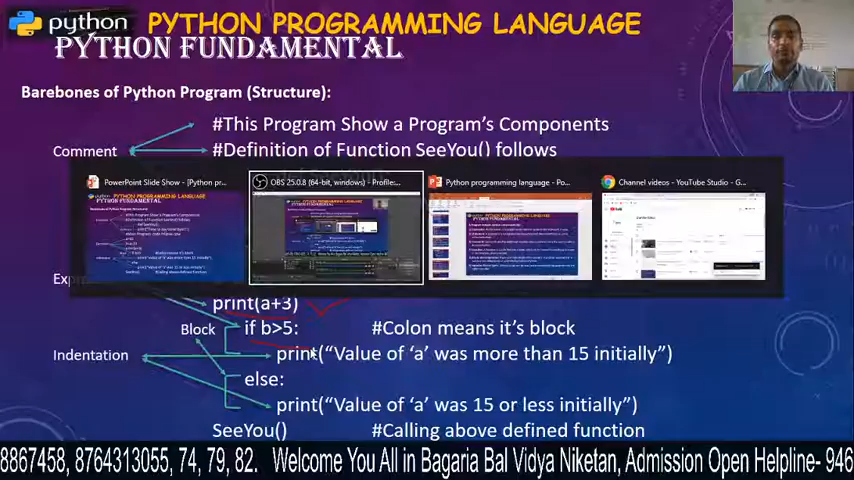 python
PYTHON PROGRAMMING LANGUAGE
PYTHON FUNDAMENTAL
Barebones of Python Program (Structure):
#This Program Show a Program's Components
Comment
#Definition of Function SeeYou() follows
PowerPoint Slide Show - [Python pr...
OBS 25.0.8 (64-bit, windows) - Profile:...
Python programming language - Po...
Channel videos - YouTube Studio - G...
print(a+3)
Block
if b>5: #Colon means it's block
Indentation
print("Value of 'a' was more than 15 initially")
else:
print("Value of 'a' was 15 or less initially")
SeeYou() #Calling above defined function
8867458, 8764313055, 74, 79, 82. Welcome You All in Bagaria Bal Vidya Niketan, Admission Open Helpline- 946